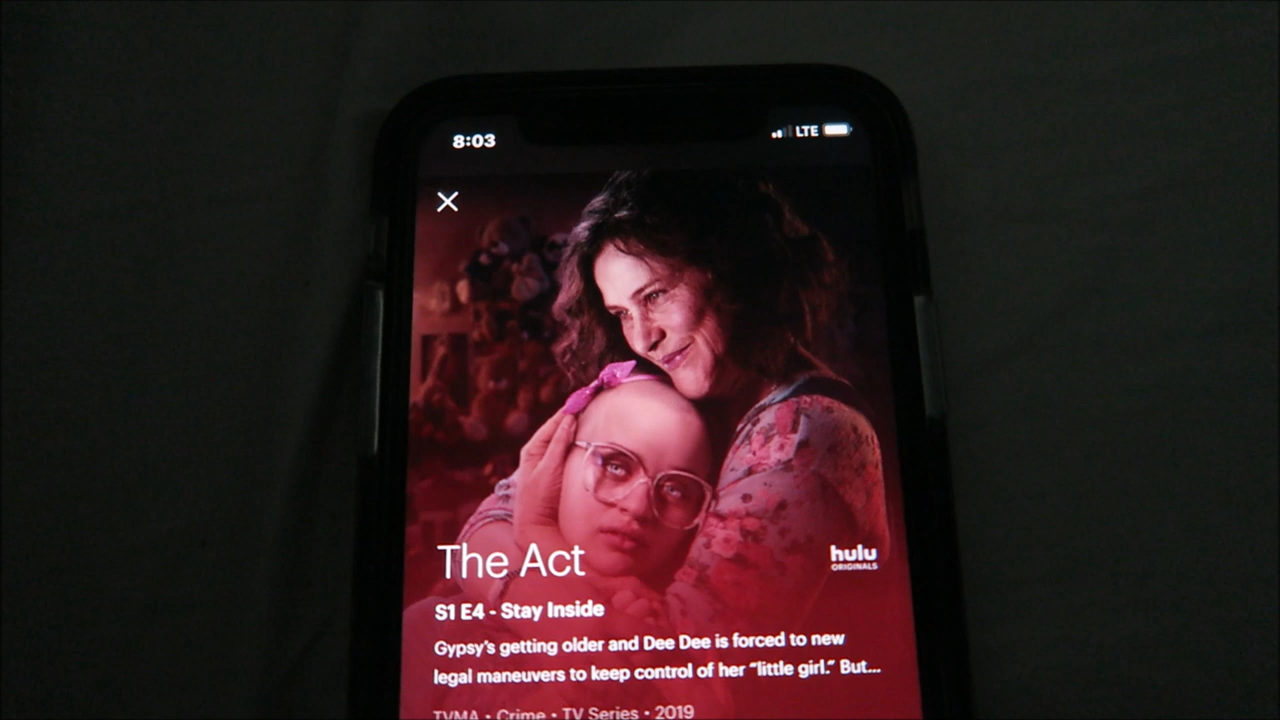 8:03
LTE
The Act
hulu
ORIGINALS
S1 E4 - Stay Inside
Gypsy's getting older and Dee Dee is forced to new
legal maneuvers to keep control of her “little girl.” But...
TVMA • Crime • TV Series • 2019